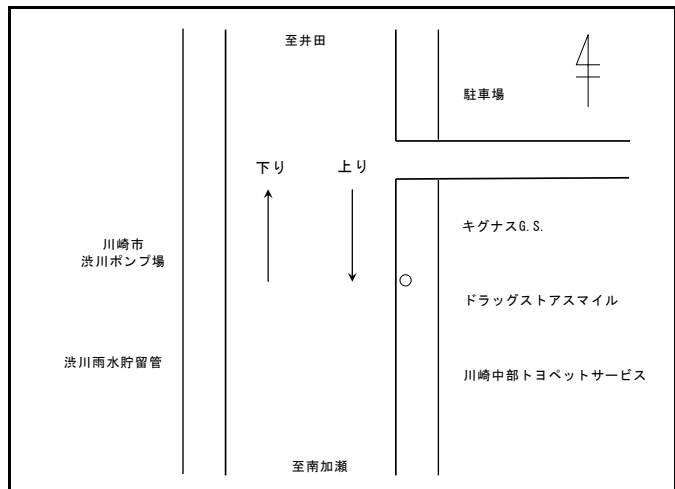 至井田
駐車場
下り
上り
キグナスG.S.
川崎市
渋川ポンプ場
ドラッグストアスマイル
渋川雨水貯留管
川崎中部トヨペットサービス
至南加瀬